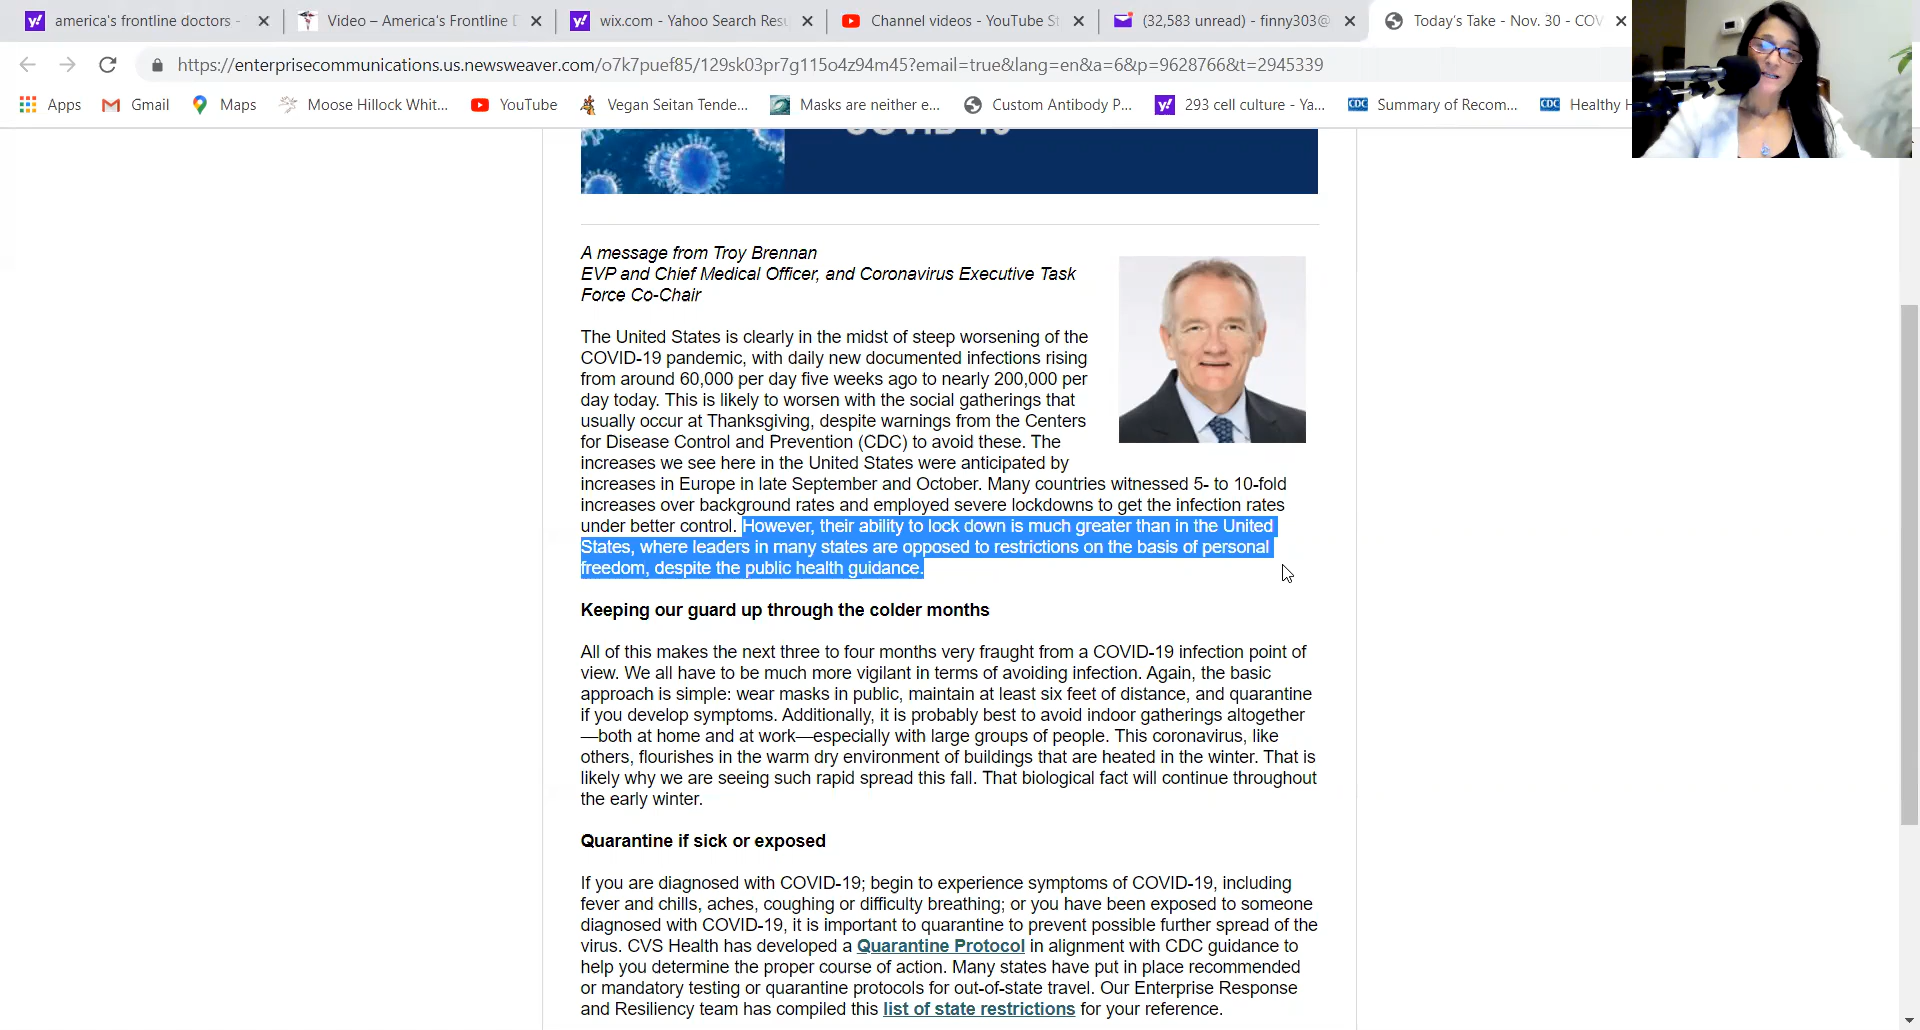 america's frontline doctors -
Video – America's Frontline
wix.com - Yahoo Search Resu
Channel videos - YouTube St
(32,583 unread) - finny303@
Today's Take - Nov. 30 - COV
https://enterprisecommunications.us.newsweaver.com/o7k7puef85/129sk03pr7g115o4z94m45?email=true&lang=en&a=6&p=9628766&t=2945339
Apps
Gmail
Maps
Moose Hillock Whit...
YouTube
Vegan Seitan Tende...
Masks are neither e...
Custom Antibody P...
293 cell culture - Ya...
CDC Summary of Recom...
CDC Healthy H
COVID-19
A message from Troy Brennan
EVP and Chief Medical Officer, and Coronavirus Executive Task
Force Co-Chair
The United States is clearly in the midst of steep worsening of the
COVID-19 pandemic, with daily new documented infections rising
from around 60,000 per day five weeks ago to nearly 200,000 per
day today. This is likely to worsen with the social gatherings that
usually occur at Thanksgiving, despite warnings from the Centers
for Disease Control and Prevention (CDC) to avoid these. The
increases we see here in the United States were anticipated by
increases in Europe in late September and October. Many countries witnessed 5- to 10-fold
increases over background rates and employed severe lockdowns to get the infection rates
under better control. However, their ability to lock down is much greater than in the United
States, where leaders in many states are opposed to restrictions on the basis of personal
freedom, despite the public health guidance.
Keeping our guard up through the colder months
All of this makes the next three to four months very fraught from a COVID-19 infection point of
view. We all have to be much more vigilant in terms of avoiding infection. Again, the basic
approach is simple: wear masks in public, maintain at least six feet of distance, and quarantine
if you develop symptoms. Additionally, it is probably best to avoid indoor gatherings altogether
—both at home and at work—especially with large groups of people. This coronavirus, like
others, flourishes in the warm dry environment of buildings that are heated in the winter. That is
likely why we are seeing such rapid spread this fall. That biological fact will continue throughout
the early winter.
Quarantine if sick or exposed
If you are diagnosed with COVID-19; begin to experience symptoms of COVID-19, including
fever and chills, aches, coughing or difficulty breathing; or you have been exposed to someone
diagnosed with COVID-19, it is important to quarantine to prevent possible further spread of the
virus. CVS Health has developed a Quarantine Protocol in alignment with CDC guidance to
help you determine the proper course of action. Many states have put in place recommended
or mandatory testing or quarantine protocols for out-of-state travel. Our Enterprise Response
and Resiliency team has compiled this list of state restrictions for your reference.